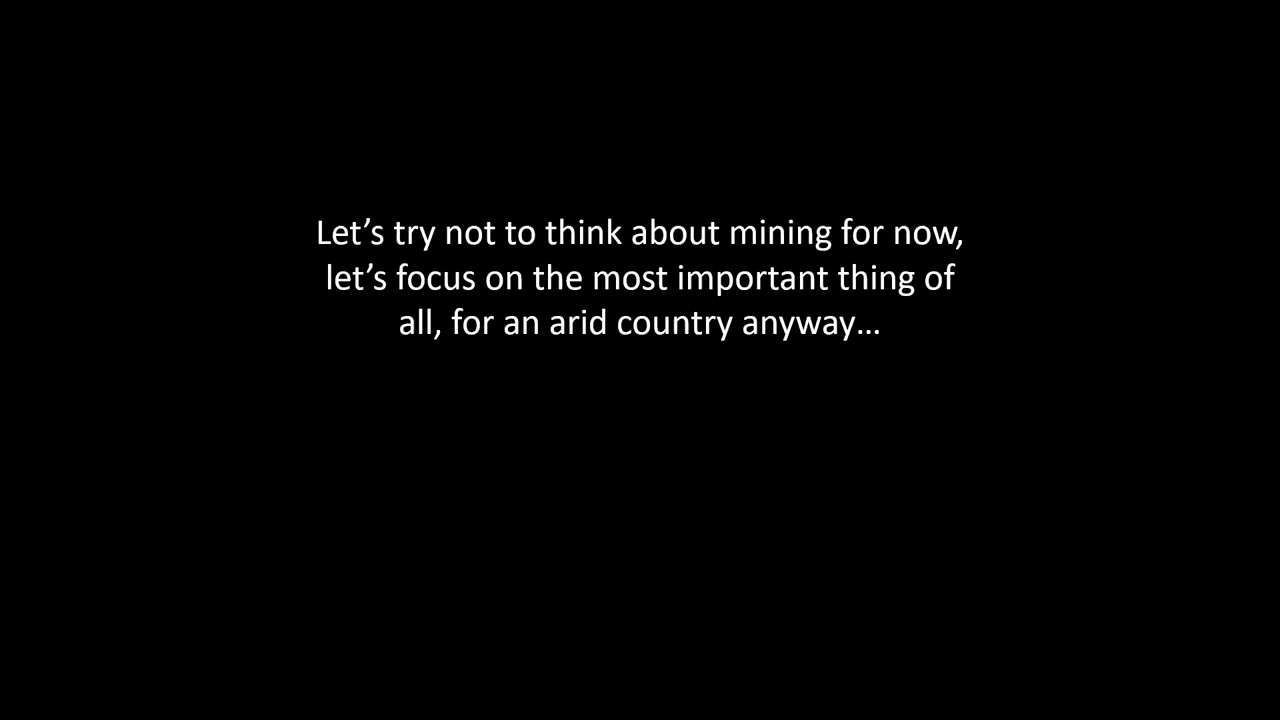 Let’s try not to think about mining for now,
let’s focus on the most important thing of
all, for an arid country anyway…